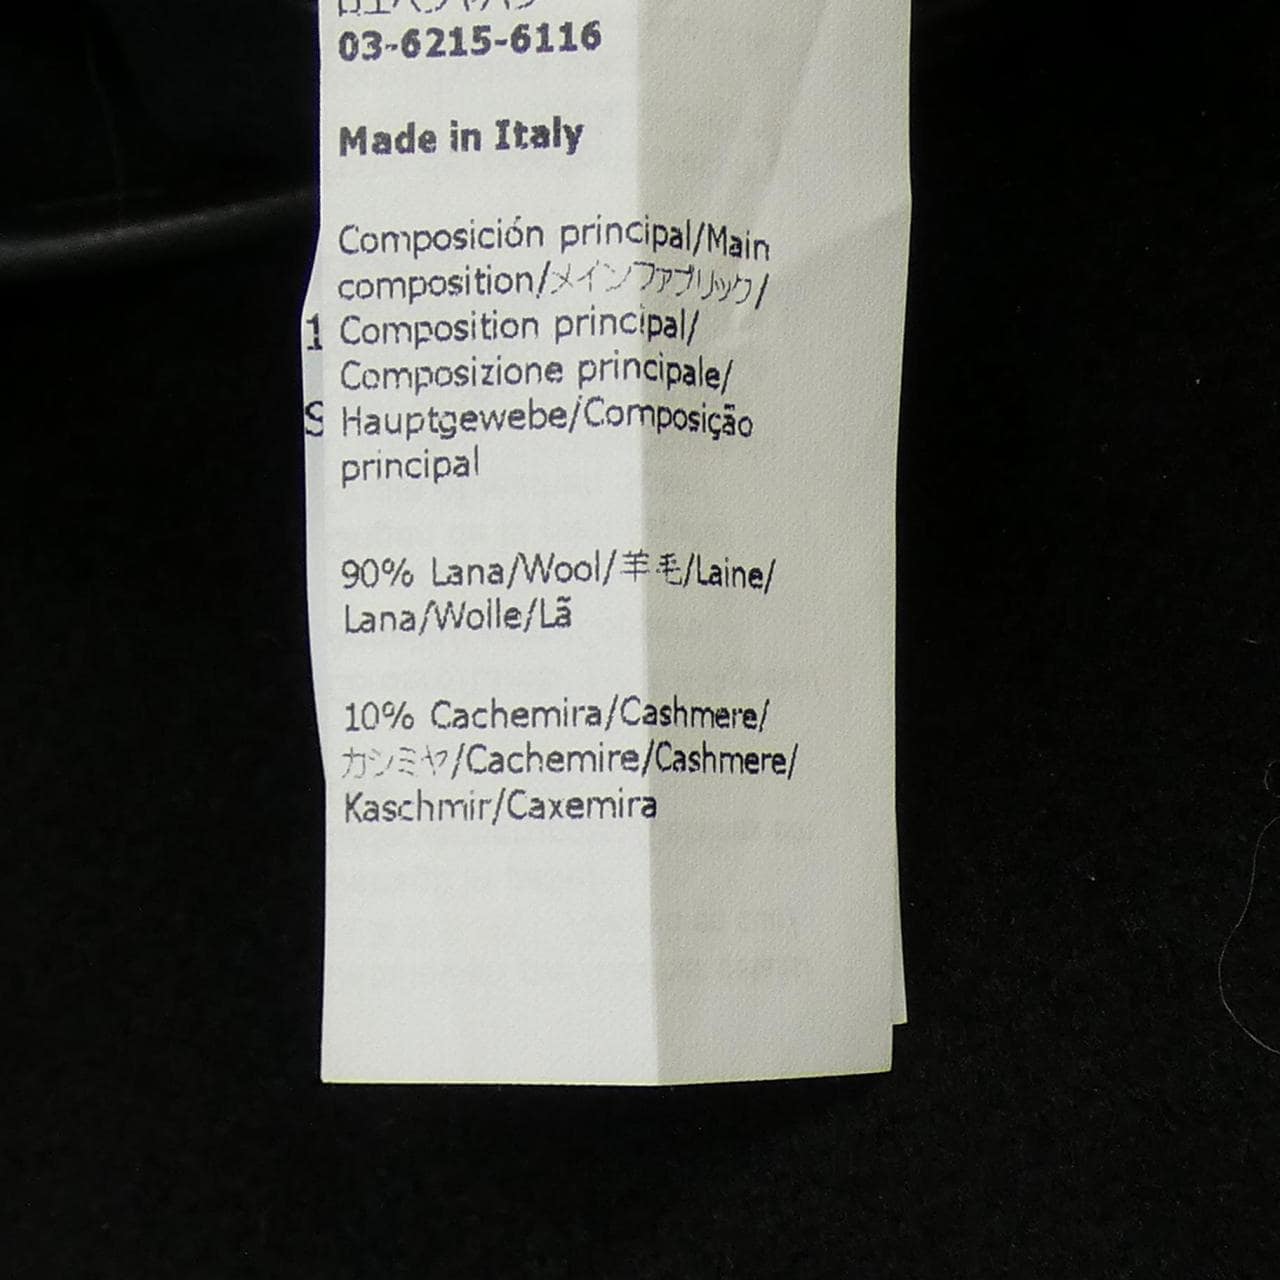 03-6215-6116
Made in Italy
Composición principal/Main
composition/メインファブリック/
1 Composition principal/
Composizione principale/
S Hauptgewebe/Composição
principal
90% Lana/Wool/羊毛/Laine/
Lana/Wolle/Lã
10% Cachemira/Cashmere/
カシミヤ/Cachemire/Cashmere/
Kaschmir/Caxemira